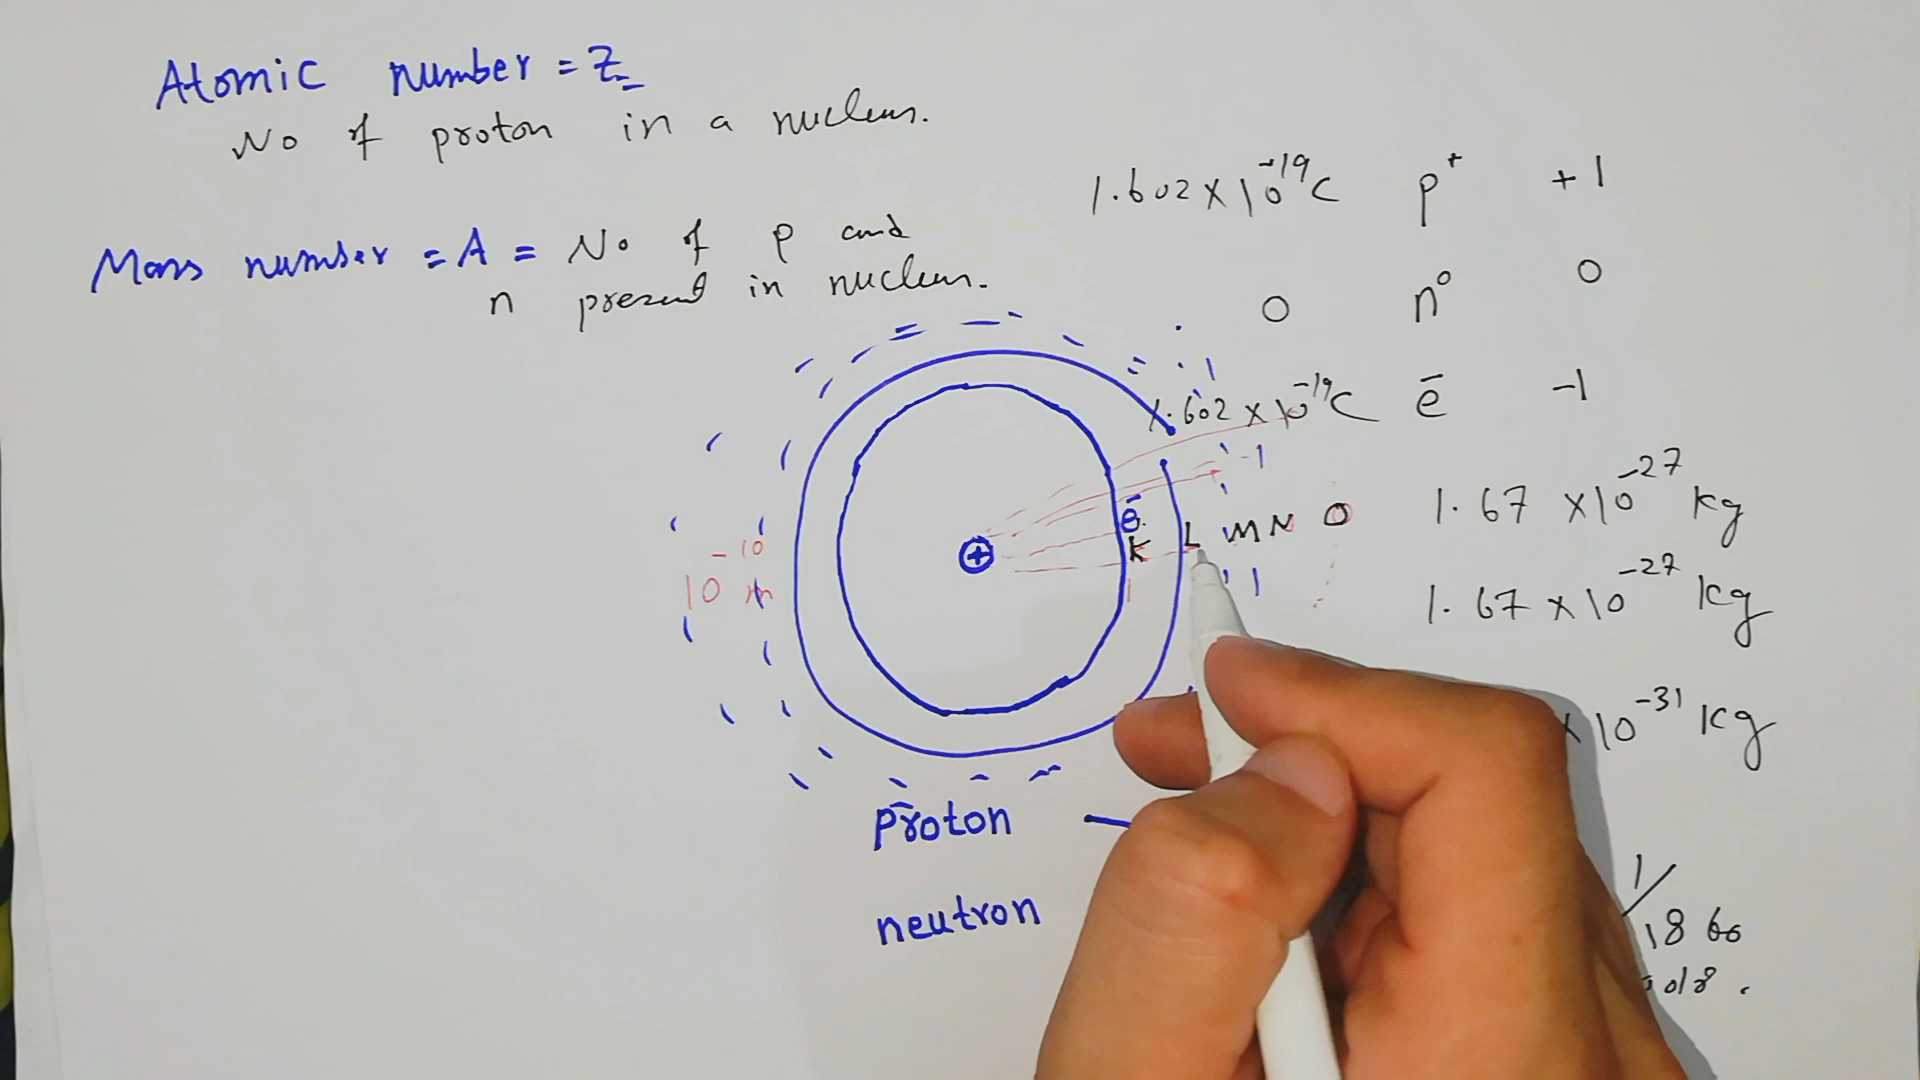 Atomic number = Z
No of proton in a nucleus.
Mass number = A = No of p and
n present in nucleus.
1.602 x 10^-19 C p+ +1
0 n° 0
1.602 x 10^-19 C e- -1
-1
e-
K L M N O
10^-10 m
1.67 x 10^-27 kg
1.67 x 10^-27 kg
x 10^-31 kg
Proton
neutron
1/1860